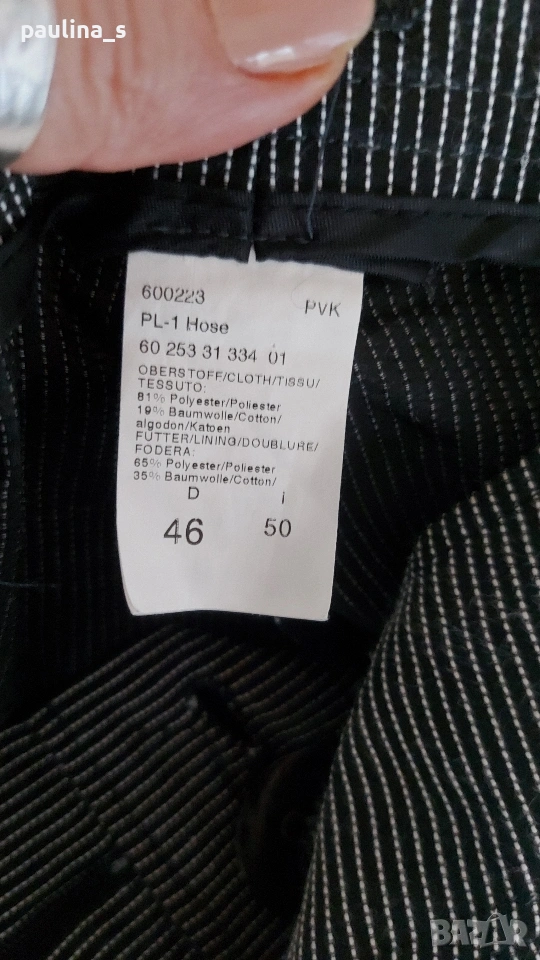 paulina_s
600223
PVK
PL-1 Hose
60 253 31 334 01
OBERSTOFF/CLOTH/TISSU/
TESSUTO:
81% Polyester/Poliester
19% Baumwolle/Cotton/
algodon/Katoen
FUTTER/LINING/DOUBLURE/
FODERA:
65% Polyester/Poliester
35% Baumwolle/Cotton/
D i
46 50
BAZAR